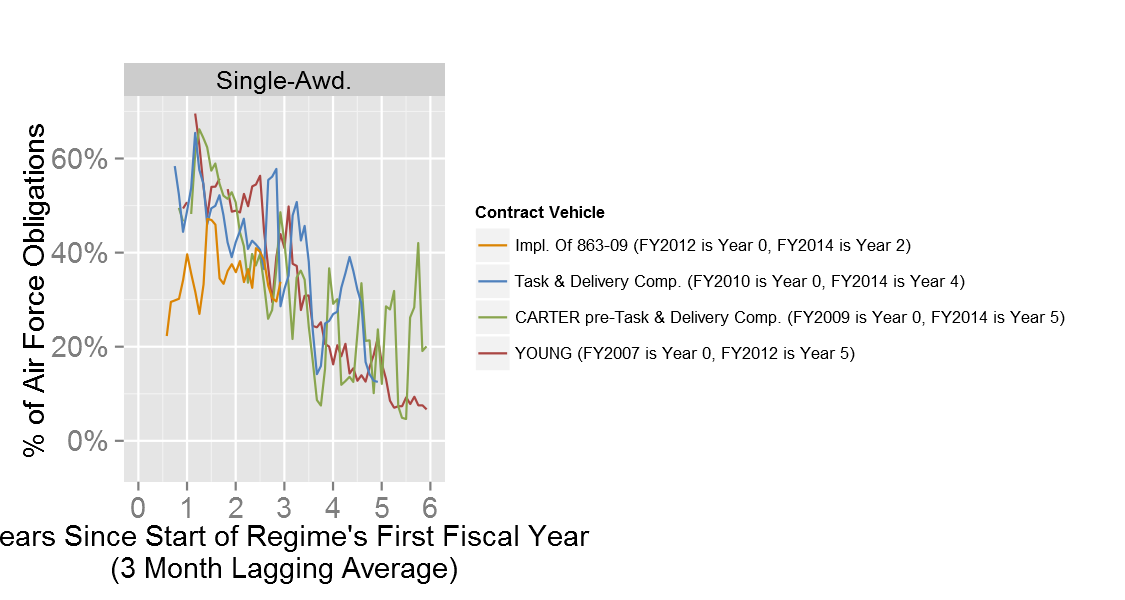 Single-Awd.
% of Air Force Obligations
60%
40%
20%
0%
0 1 2 3 4 5 6
ears Since Start of Regime's First Fiscal Year
(3 Month Lagging Average)
Contract Vehicle
Impl. Of 863-09 (FY2012 is Year 0, FY2014 is Year 2)
Task & Delivery Comp. (FY2010 is Year 0, FY2014 is Year 4)
CARTER pre-Task & Delivery Comp. (FY2009 is Year 0, FY2014 is Year 5)
YOUNG (FY2007 is Year 0, FY2012 is Year 5)